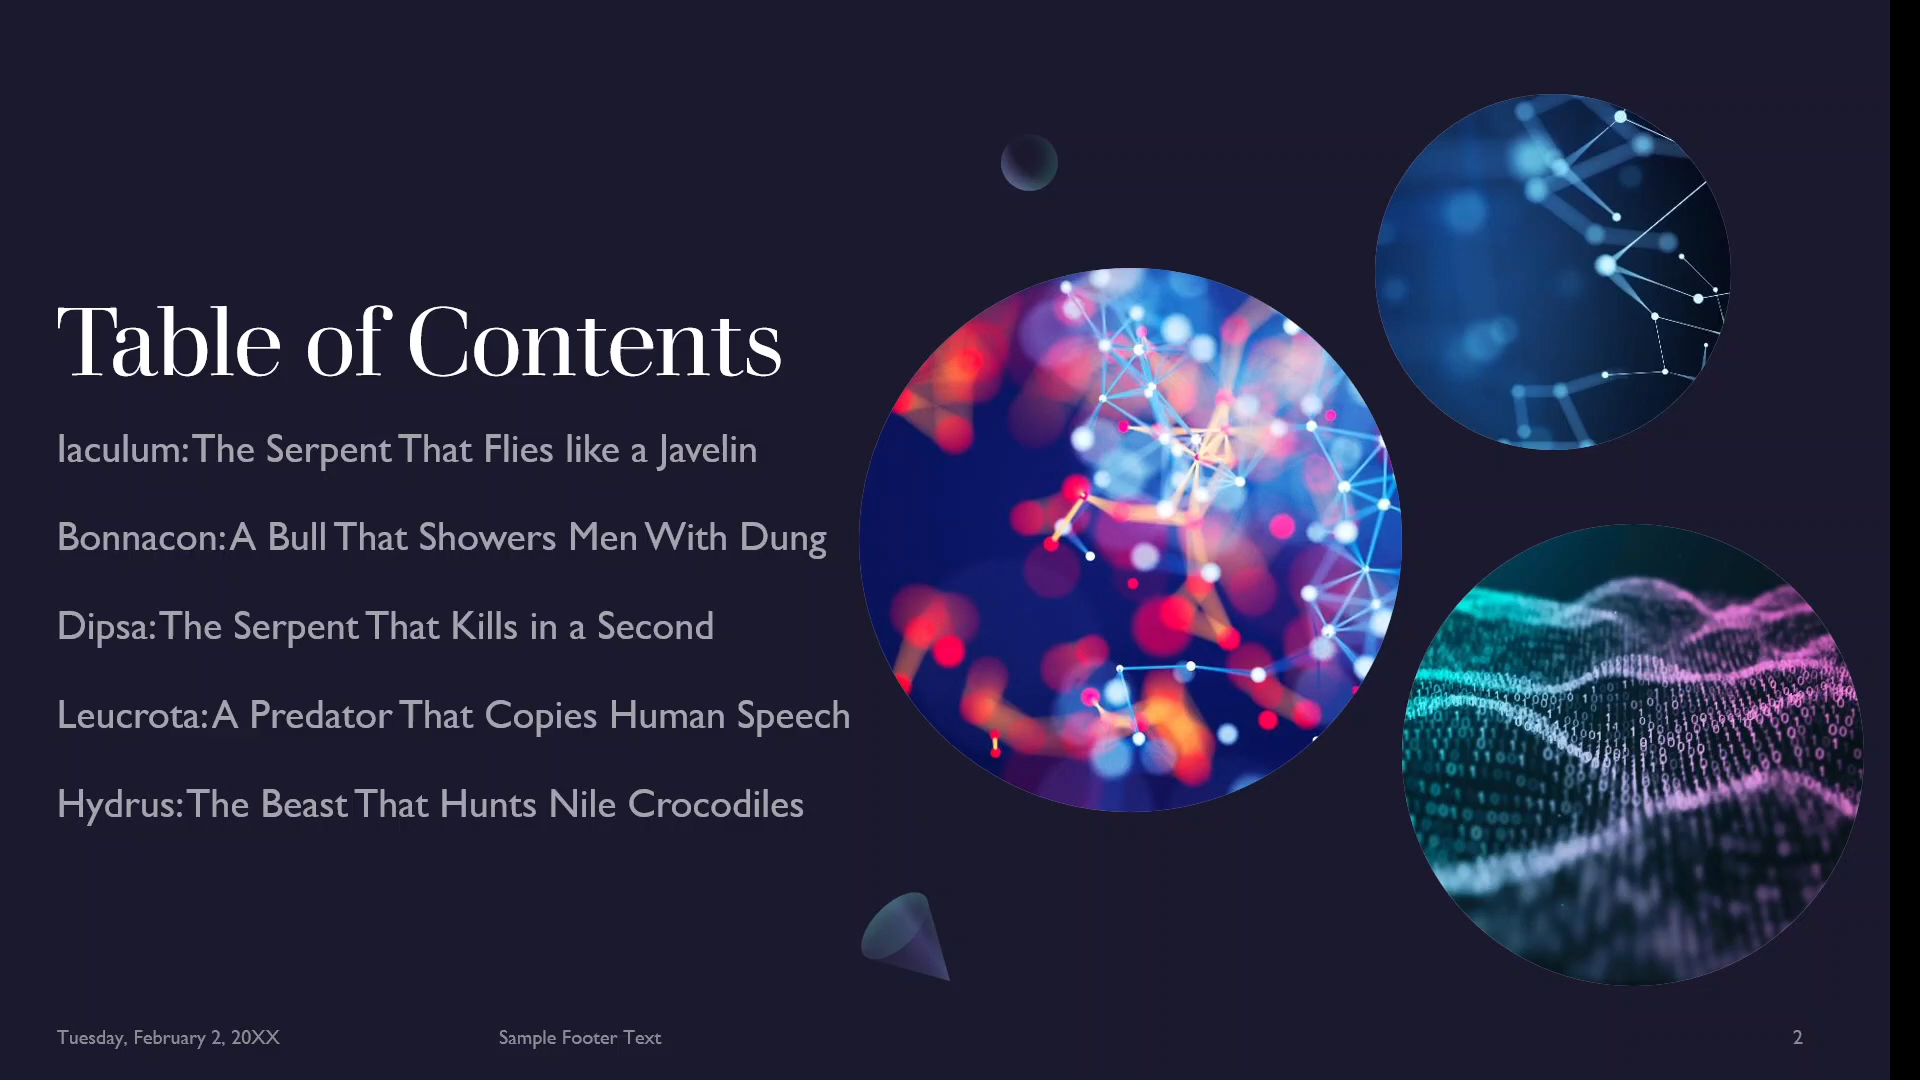 Table of Contents
Iaculum: The Serpent That Flies like a Javelin
Bonnacon: A Bull That Showers Men With Dung
Dipsa: The Serpent That Kills in a Second
Leucrota: A Predator That Copies Human Speech
Hydrus: The Beast That Hunts Nile Crocodiles
Tuesday, February 2, 20XX
Sample Footer Text
2